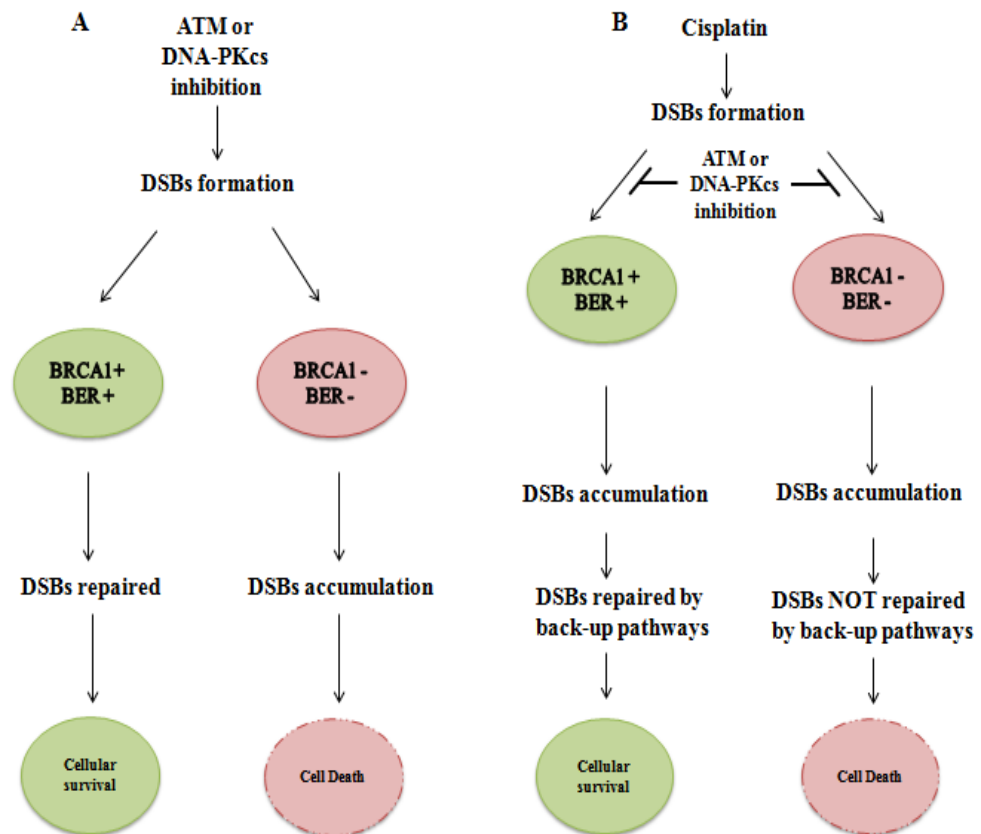 A
ATM or
DNA-PKcs
inhibition
DSBs formation
BRCA1+
BER+
BRCA1 -
BER -
DSBs repaired
DSBs accumulation
Cellular
survival
Cell Death
B
Cisplatin
DSBs formation
ATM or
DNA-PKcs
inhibition
BRCA1 +
BER +
BRCA1 -
BER -
DSBs accumulation
DSBs accumulation
DSBs repaired by
back-up pathways
DSBs NOT repaired
by back-up pathways
Cellular
survival
Cell Death